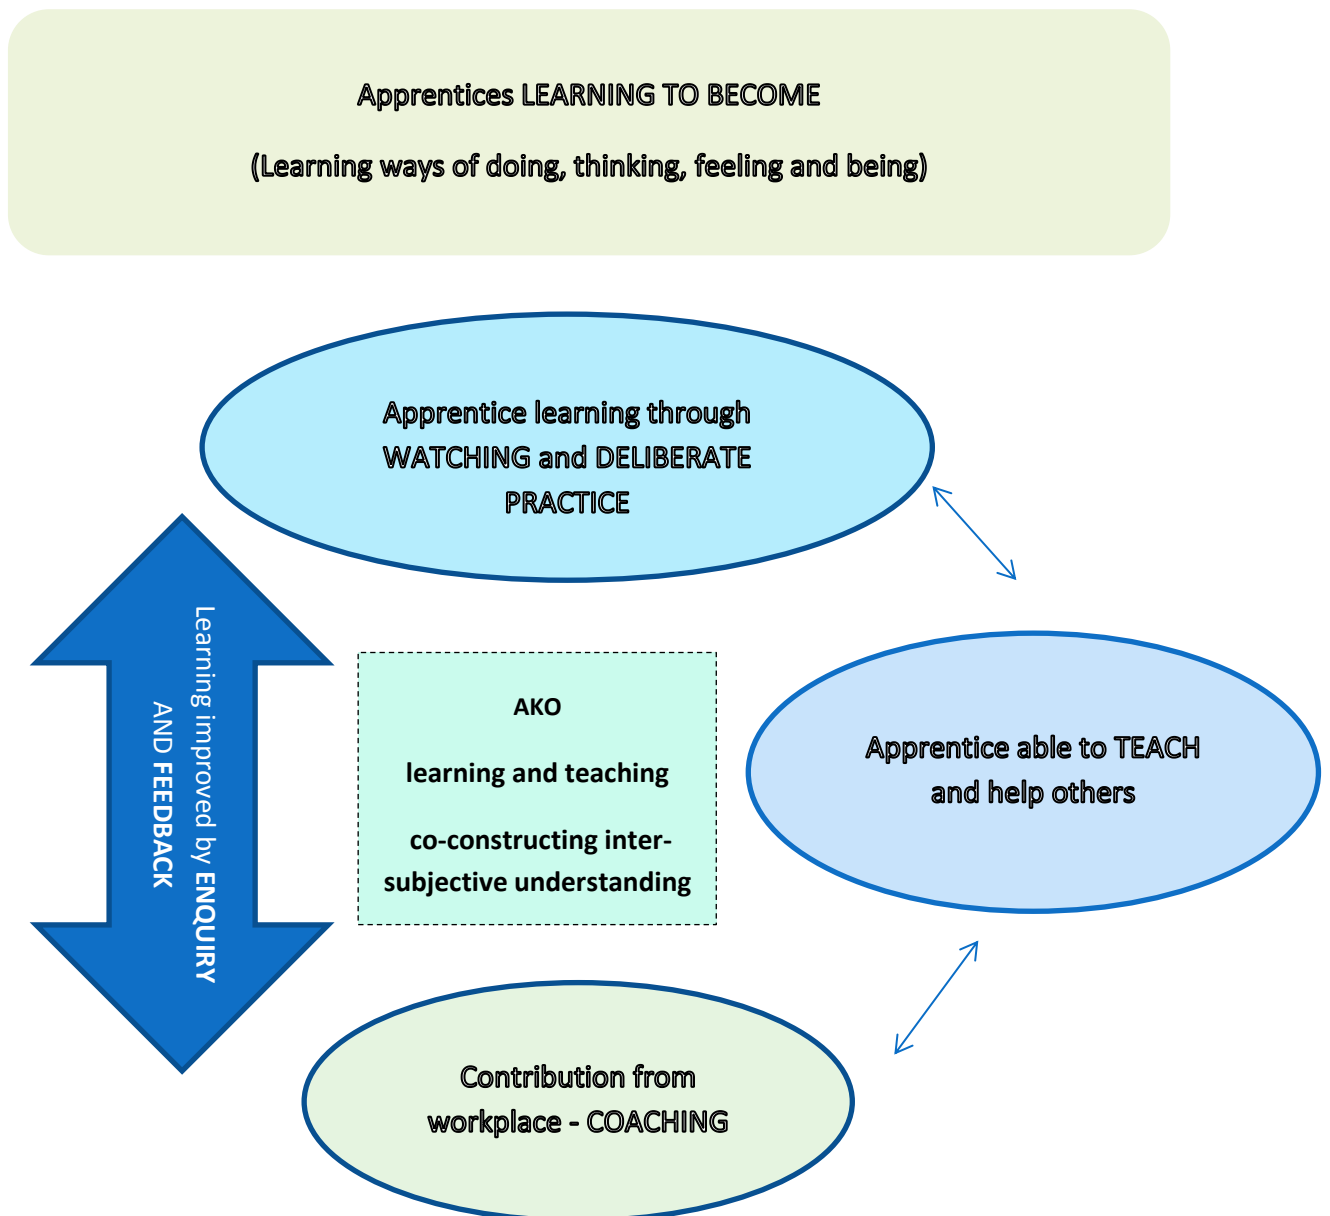 Apprentices LEARNING TO BECOME
(Learning ways of doing, thinking, feeling and being)
Apprentice learning through
WATCHING and DELIBERATE
PRACTICE
Learning improved by ENQUIRY
AND FEEDBACK
AKO
learning and teaching
co-constructing inter-
subjective understanding
Apprentice able to TEACH
and help others
Contribution from
workplace - COACHING